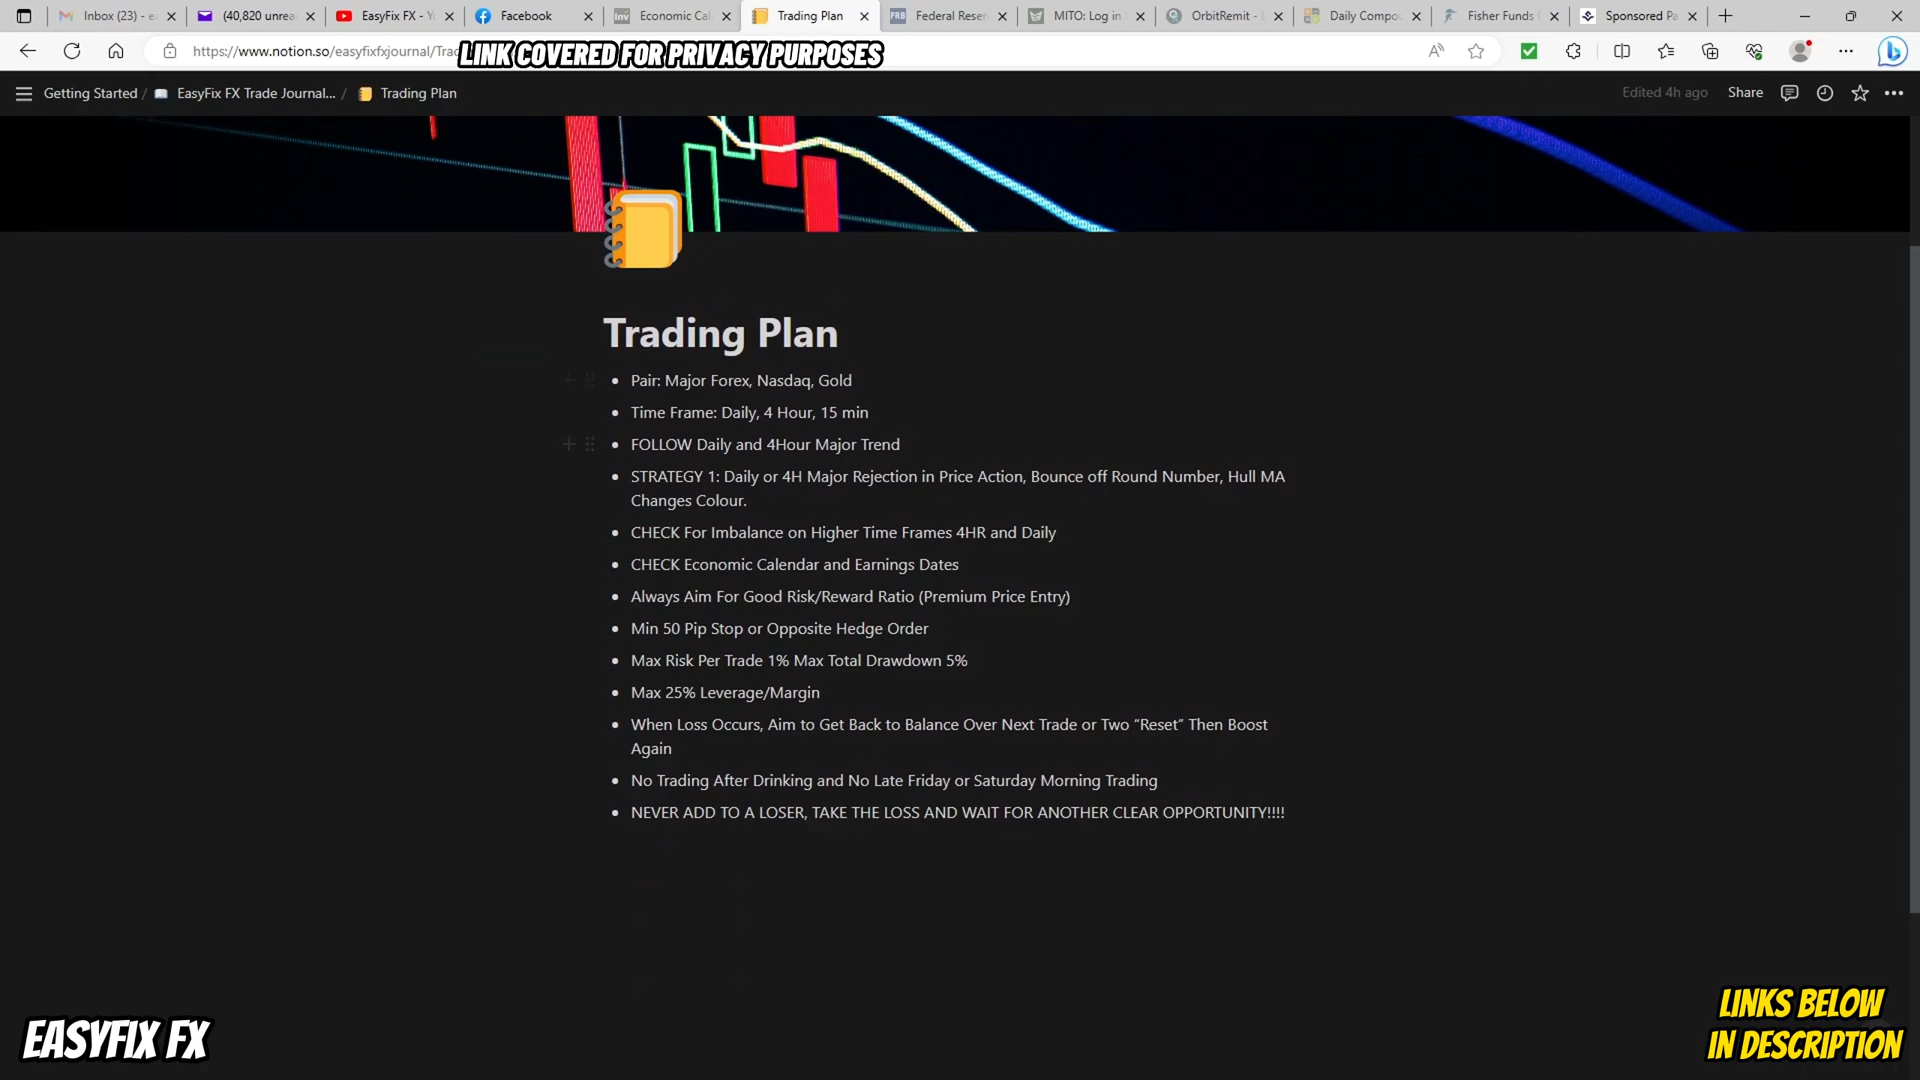 Inbox (23) - e
(40,820 unrea
EasyFix FX - Y
Facebook
Inv Economic Cal
Trading Plan
FRB Federal Reser
MITO: Log in
OrbitRemit -
Daily Compou
Fisher Funds
Sponsored Pa
https://www.notion.so/easyfixfxjournal/Trad
LINK COVERED FOR PRIVACY PURPOSES
Getting Started / EasyFix FX Trade Journal... / Trading Plan
Edited 4h ago Share
Trading Plan
• Pair: Major Forex, Nasdaq, Gold
• Time Frame: Daily, 4 Hour, 15 min
• FOLLOW Daily and 4Hour Major Trend
• STRATEGY 1: Daily or 4H Major Rejection in Price Action, Bounce off Round Number, Hull MA
Changes Colour.
• CHECK For Imbalance on Higher Time Frames 4HR and Daily
• CHECK Economic Calendar and Earnings Dates
• Always Aim For Good Risk/Reward Ratio (Premium Price Entry)
• Min 50 Pip Stop or Opposite Hedge Order
• Max Risk Per Trade 1% Max Total Drawdown 5%
• Max 25% Leverage/Margin
• When Loss Occurs, Aim to Get Back to Balance Over Next Trade or Two “Reset” Then Boost
Again
• No Trading After Drinking and No Late Friday or Saturday Morning Trading
• NEVER ADD TO A LOSER, TAKE THE LOSS AND WAIT FOR ANOTHER CLEAR OPPORTUNITY!!!!
EASYFIX FX
LINKS BELOW
IN DESCRIPTION